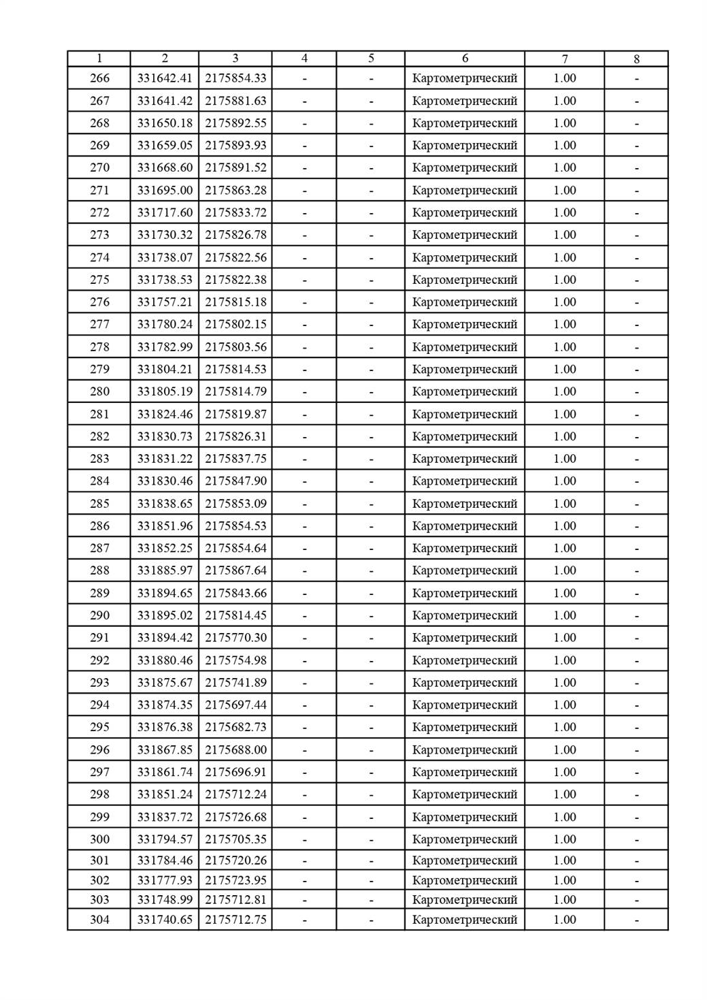 1 2 3 4 5 6 7 8
266 331642.41 2175854.33 - - Картометрический 1.00 -
267 331641.42 2175881.63 - - Картометрический 1.00 -
268 331650.18 2175892.55 - - Картометрический 1.00 -
269 331659.05 2175893.93 - - Картометрический 1.00 -
270 331668.60 2175891.52 - - Картометрический 1.00 -
271 331695.00 2175863.28 - - Картометрический 1.00 -
272 331717.60 2175833.72 - - Картометрический 1.00 -
273 331730.32 2175826.78 - - Картометрический 1.00 -
274 331738.07 2175822.56 - - Картометрический 1.00 -
275 331738.53 2175822.38 - - Картометрический 1.00 -
276 331757.21 2175815.18 - - Картометрический 1.00 -
277 331780.24 2175802.15 - - Картометрический 1.00 -
278 331782.99 2175803.56 - - Картометрический 1.00 -
279 331804.21 2175814.53 - - Картометрический 1.00 -
280 331805.19 2175814.79 - - Картометрический 1.00 -
281 331824.46 2175819.87 - - Картометрический 1.00 -
282 331830.73 2175826.31 - - Картометрический 1.00 -
283 331831.22 2175837.75 - - Картометрический 1.00 -
284 331830.46 2175847.90 - - Картометрический 1.00 -
285 331838.65 2175853.09 - - Картометрический 1.00 -
286 331851.96 2175854.53 - - Картометрический 1.00 -
287 331852.25 2175854.64 - - Картометрический 1.00 -
288 331885.97 2175867.64 - - Картометрический 1.00 -
289 331894.65 2175843.66 - - Картометрический 1.00 -
290 331895.02 2175814.45 - - Картометрический 1.00 -
291 331894.42 2175770.30 - - Картометрический 1.00 -
292 331880.46 2175754.98 - - Картометрический 1.00 -
293 331875.67 2175741.89 - - Картометрический 1.00 -
294 331874.35 2175697.44 - - Картометрический 1.00 -
295 331876.38 2175682.73 - - Картометрический 1.00 -
296 331867.85 2175688.00 - - Картометрический 1.00 -
297 331861.74 2175696.91 - - Картометрический 1.00 -
298 331851.24 2175712.24 - - Картометрический 1.00 -
299 331837.72 2175726.68 - - Картометрический 1.00 -
300 331794.57 2175705.35 - - Картометрический 1.00 -
301 331784.46 2175720.26 - - Картометрический 1.00 -
302 331777.93 2175723.95 - - Картометрический 1.00 -
303 331748.99 2175712.81 - - Картометрический 1.00 -
304 331740.65 2175712.75 - - Картометрический 1.00 -